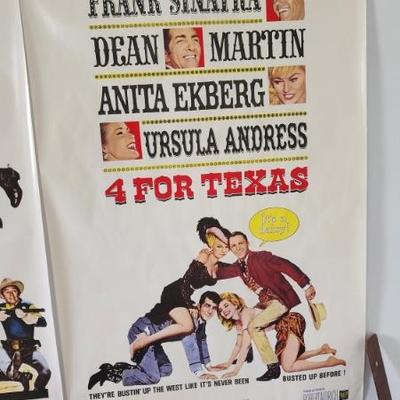 FRANK SINATRA
DEAN MARTIN
ANITA EKBERG
URSULA ANDRESS
4 FOR TEXAS
It's a
daisy!
THEY'RE BUSTIN' UP THE WEST LIKE IT'S NEVER BEEN BUSTED UP BEFORE!